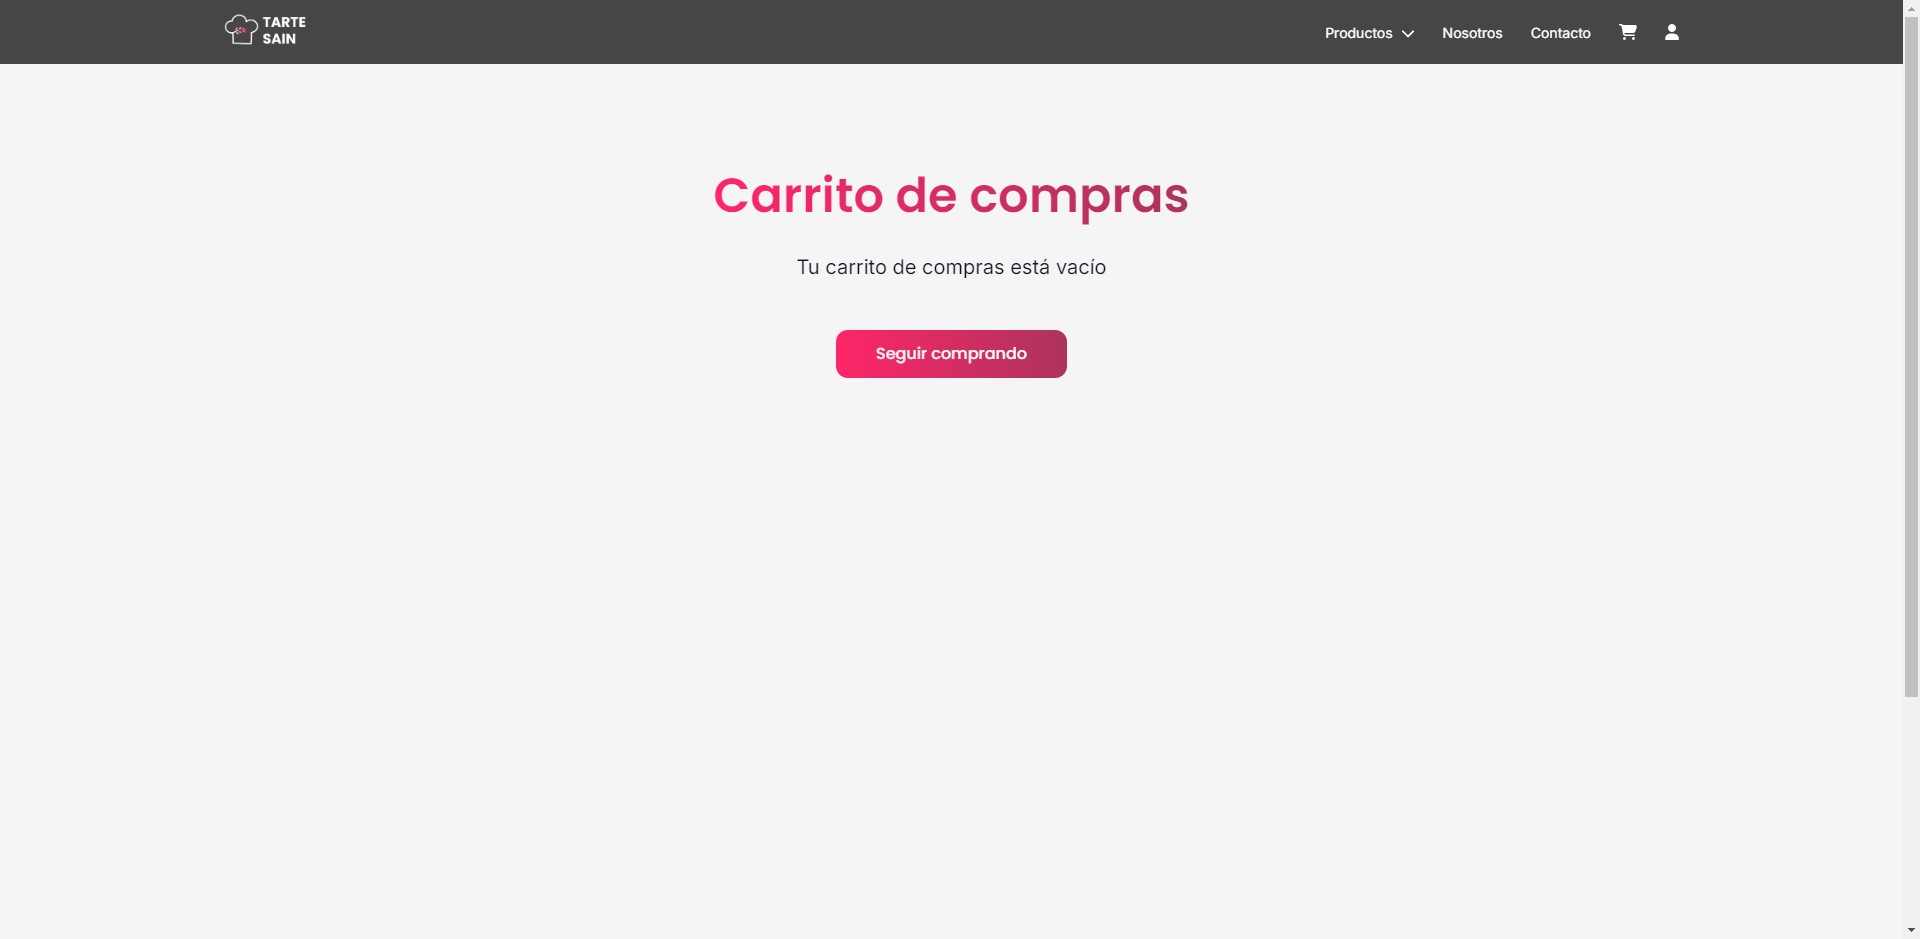 TARTE
SAIN
Productos
Nosotros
Contacto
Carrito de compras
Tu carrito de compras está vacío
Seguir comprando